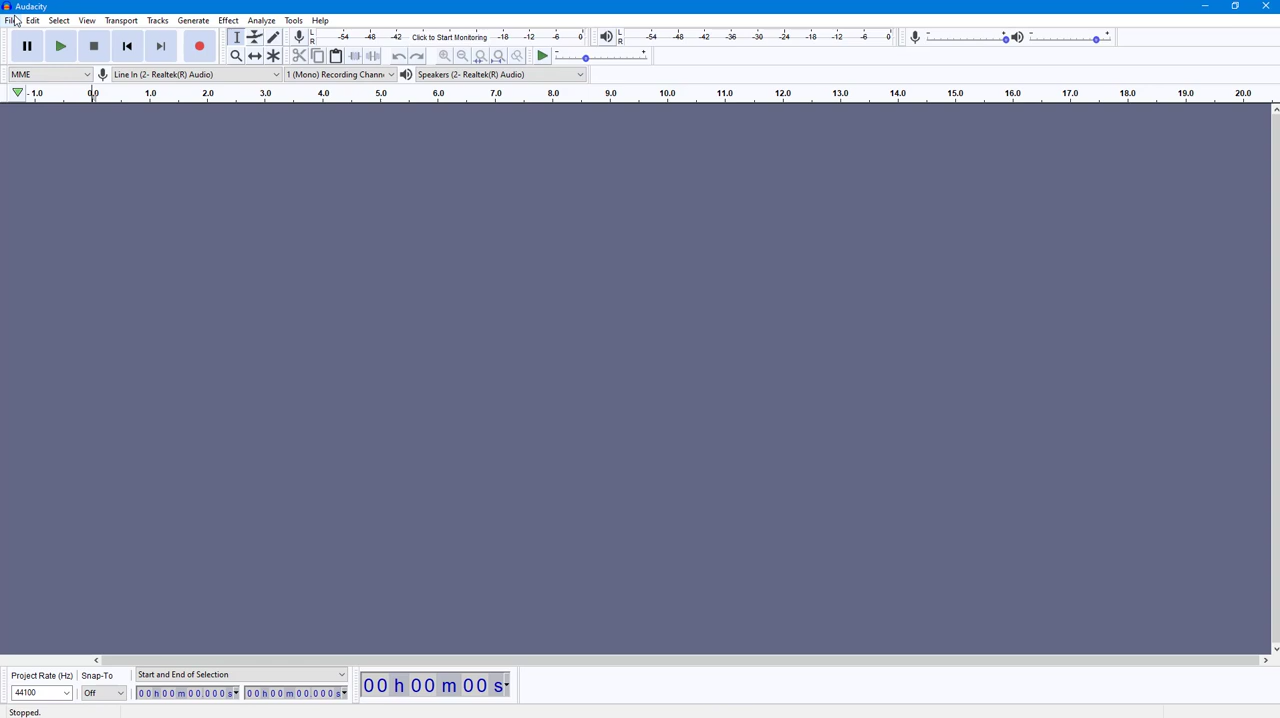 Audacity
File Edit Select View Transport Tracks Generate Effect Analyze Tools Help
L R -54 -48 -42 Click to Start Monitoring -18 -12 -6 0 L R -54 -48 -42 -36 -30 -24 -18 -12 -6 0 - + - +
- +
MME Line In (2- Realtek(R) Audio) 1 (Mono) Recording Chann Speakers (2- Realtek(R) Audio)
- 1.0 0.0 1.0 2.0 3.0 4.0 5.0 6.0 7.0 8.0 9.0 10.0 11.0 12.0 13.0 14.0 15.0 16.0 17.0 18.0 19.0 20.0
Project Rate (Hz) Snap-To Start and End of Selection
44100 Off 00 h 00 m 00.000 s 00 h 00 m 00.000 s 00 h 00 m 00 s
Stopped.